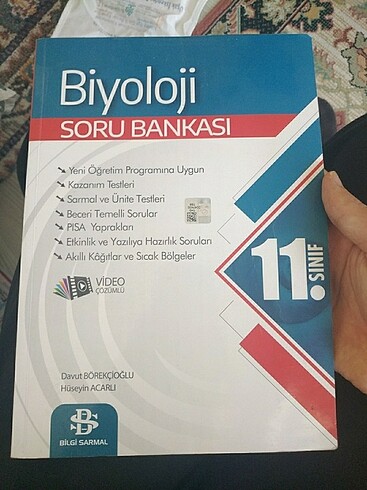 Biyoloji
SORU BANKASI
Yeni Öğretim Programına Uygun
Kazanım Testleri
Sarmal ve Ünite Testleri
Beceri Temelli Sorular
PISA Yaprakları
Etkinlik ve Yazılıya Hazırlık Soruları
Akıllı Kâğıtlar ve Sıcak Bölgeler
11. SINIF
VİDEO
ÇÖZÜMLÜ
Davut BÖREKÇİOĞLU
Hüseyin ACARLI
BİLGİ SARMAL